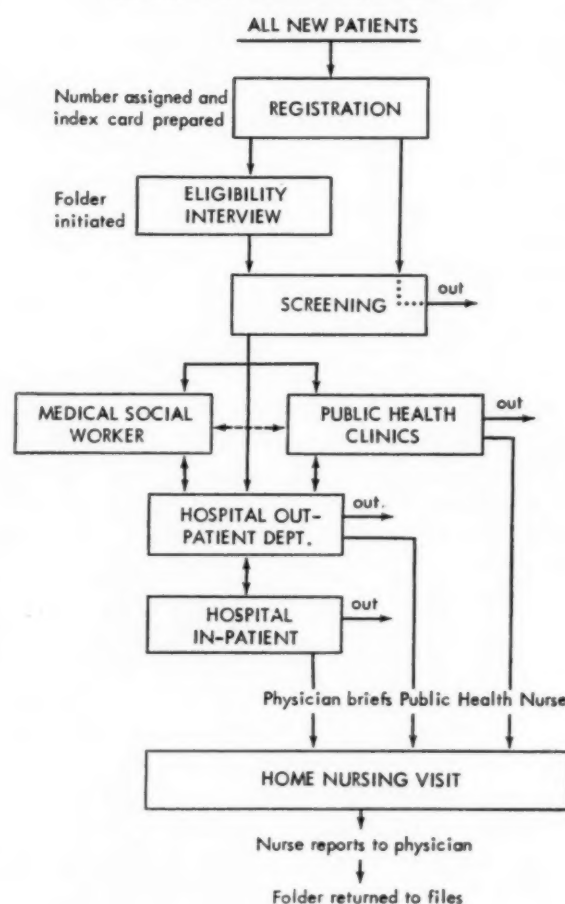 ALL NEW PATIENTS
Number assigned and
index card prepared
REGISTRATION
Folder
initiated
ELIGIBILITY
INTERVIEW
SCREENING
out
MEDICAL SOCIAL
WORKER
PUBLIC HEALTH
CLINICS
out
HOSPITAL OUT-
PATIENT DEPT.
out.
HOSPITAL
IN-PATIENT
out
Physician briefs Public Health Nurse
HOME NURSING VISIT
Nurse reports to physician
Folder returned to files